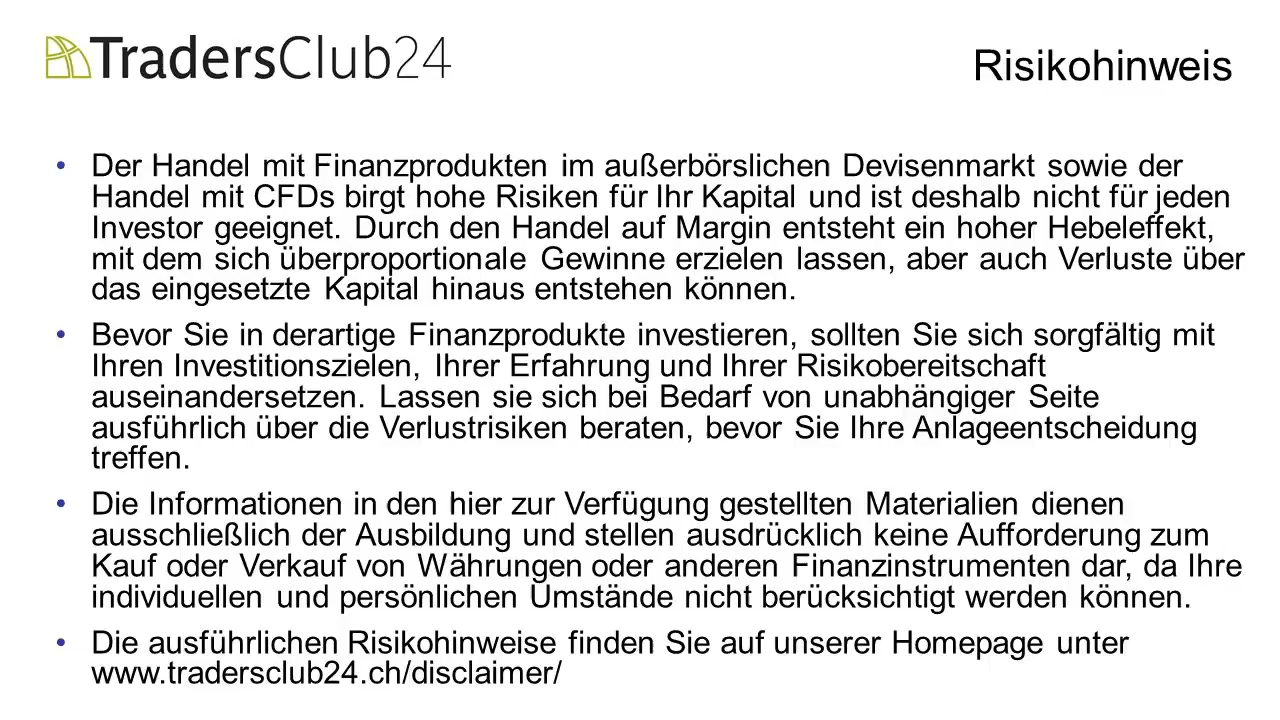 TradersClub24
Risikohinweis
• Der Handel mit Finanzprodukten im außerbörslichen Devisenmarkt sowie der
Handel mit CFDs birgt hohe Risiken für Ihr Kapital und ist deshalb nicht für jeden
Investor geeignet. Durch den Handel auf Margin entsteht ein hoher Hebeleffekt,
mit dem sich überproportionale Gewinne erzielen lassen, aber auch Verluste über
das eingesetzte Kapital hinaus entstehen können.
• Bevor Sie in derartige Finanzprodukte investieren, sollten Sie sich sorgfältig mit
Ihren Investitionszielen, Ihrer Erfahrung und Ihrer Risikobereitschaft
auseinandersetzen. Lassen sie sich bei Bedarf von unabhängiger Seite
ausführlich über die Verlustrisiken beraten, bevor Sie Ihre Anlageentscheidung
treffen.
• Die Informationen in den hier zur Verfügung gestellten Materialien dienen
ausschließlich der Ausbildung und stellen ausdrücklich keine Aufforderung zum
Kauf oder Verkauf von Währungen oder anderen Finanzinstrumenten dar, da Ihre
individuellen und persönlichen Umstände nicht berücksichtigt werden können.
• Die ausführlichen Risikohinweise finden Sie auf unserer Homepage unter
www.tradersclub24.ch/disclaimer/